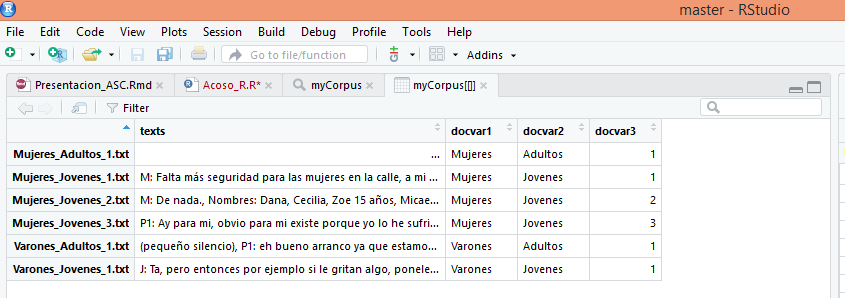 master - RStudio
File Edit Code View Plots Session Build Debug Profile Tools Help
Go to file/function Addins
Presentacion_ASC.Rmd Acoso_R.R* myCorpus myCorpus[[]]
Filter
texts docvar1 docvar2 docvar3
Mujeres_Adultos_1.txt ... Mujeres Adultos 1
Mujeres_Jovenes_1.txt M: Falta más seguridad para las mujeres en la calle, a mi ... Mujeres Jovenes 1
Mujeres_Jovenes_2.txt M: De nada., Nombres: Dana, Cecilia, Zoe 15 años, Micae... Mujeres Jovenes 2
Mujeres_Jovenes_3.txt P1: Ay para mi, obvio para mi existe porque yo lo he sufri... Mujeres Jovenes 3
Varones_Adultos_1.txt (pequeño silencio), P1: eh bueno arranco ya que estamo... Varones Adultos 1
Varones_Jovenes_1.txt J: Ta, pero entonces por ejemplo si le gritan algo, ponele... Varones Jovenes 1